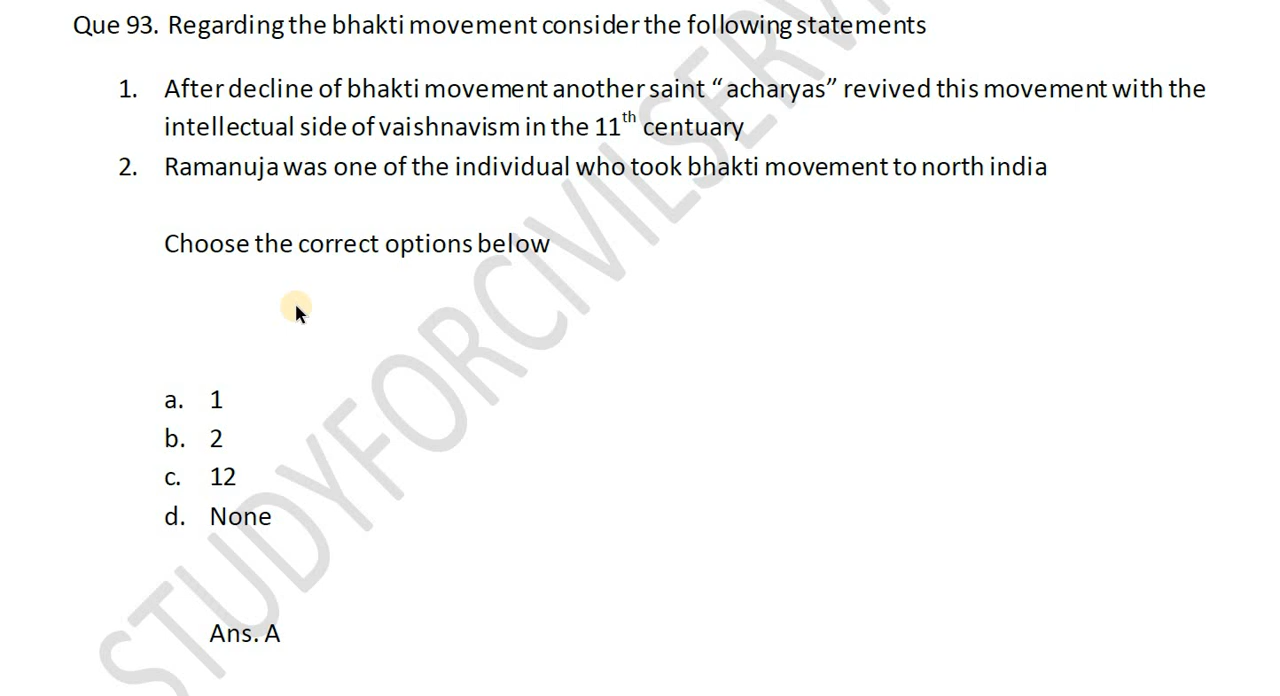 Que 93. Regarding the bhakti movement consider the following statements
1. After decline of bhakti movement another saint “acharyas” revived this movement with the
intellectual side of vaishnavism in the 11th centuary
2. Ramanuja was one of the individual who took bhakti movement to north india
Choose the correct options below
a. 1
b. 2
c. 12
d. None
Ans. A
STUDYFORCIVILSERV